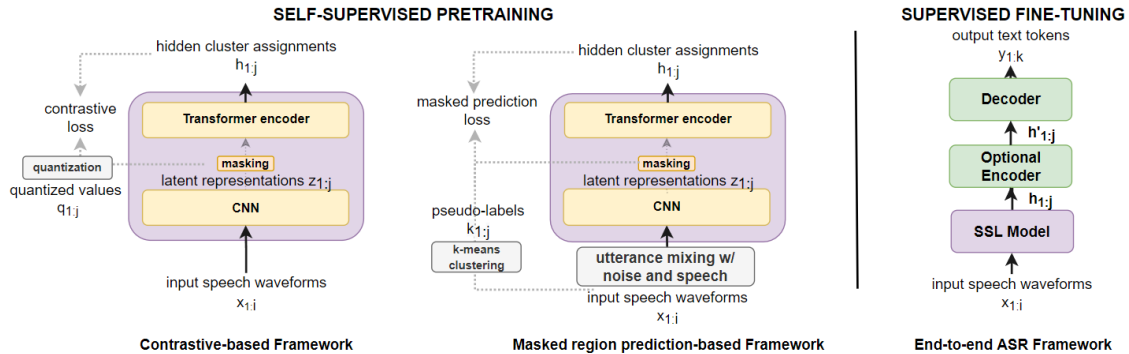 SELF-SUPERVISED PRETRAINING
hidden cluster assignments
h1:j
contrastive
loss
Transformer encoder
masking
quantization
latent representations z1:j
quantized values
q1:j
CNN
input speech waveforms
x1:i
Contrastive-based Framework
hidden cluster assignments
h1:j
masked prediction
loss
Transformer encoder
masking
latent representations z1:j
CNN
pseudo-labels
k1:j
k-means
clustering
utterance mixing w/
noise and speech
input speech waveforms
x1:i
Masked region prediction-based Framework
SUPERVISED FINE-TUNING
output text tokens
y1:k
Decoder
h'1:j
Optional
Encoder
h1:j
SSL Model
input speech waveforms
x1:i
End-to-end ASR Framework